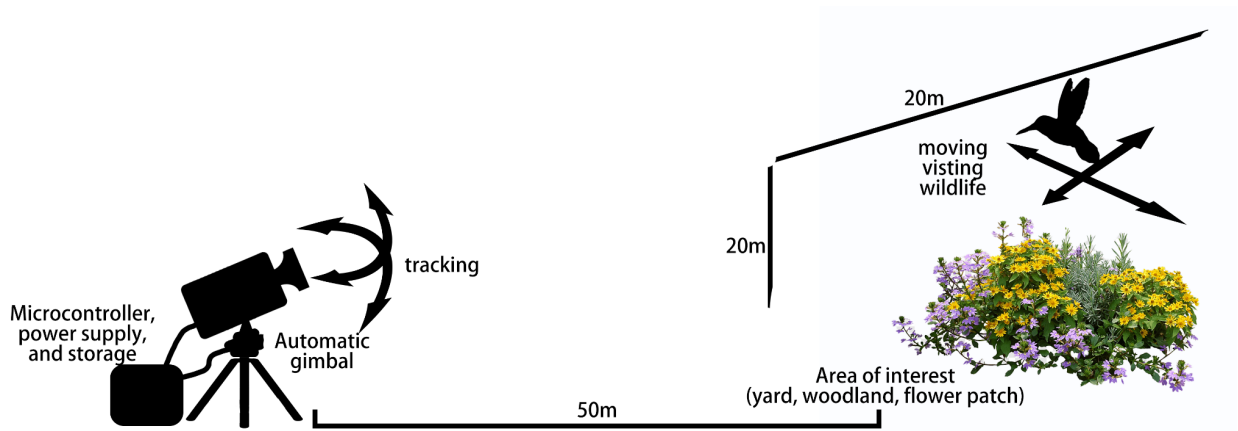 20m
moving
visting
wildlife
20m
tracking
Microcontroller,
power supply,
and storage
Automatic
gimbal
Area of interest
(yard, woodland, flower patch)
50m